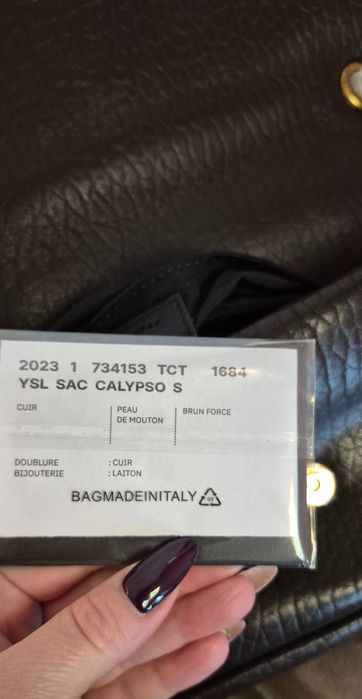 2023 1 734153 TCT 1684
YSL SAC CALYPSO S
CUIR PEAU DE MOUTON BRUN FORCE
DOUBLURE : CUIR
BIJOUTERIE : LAITON
BAGMADEINITALY